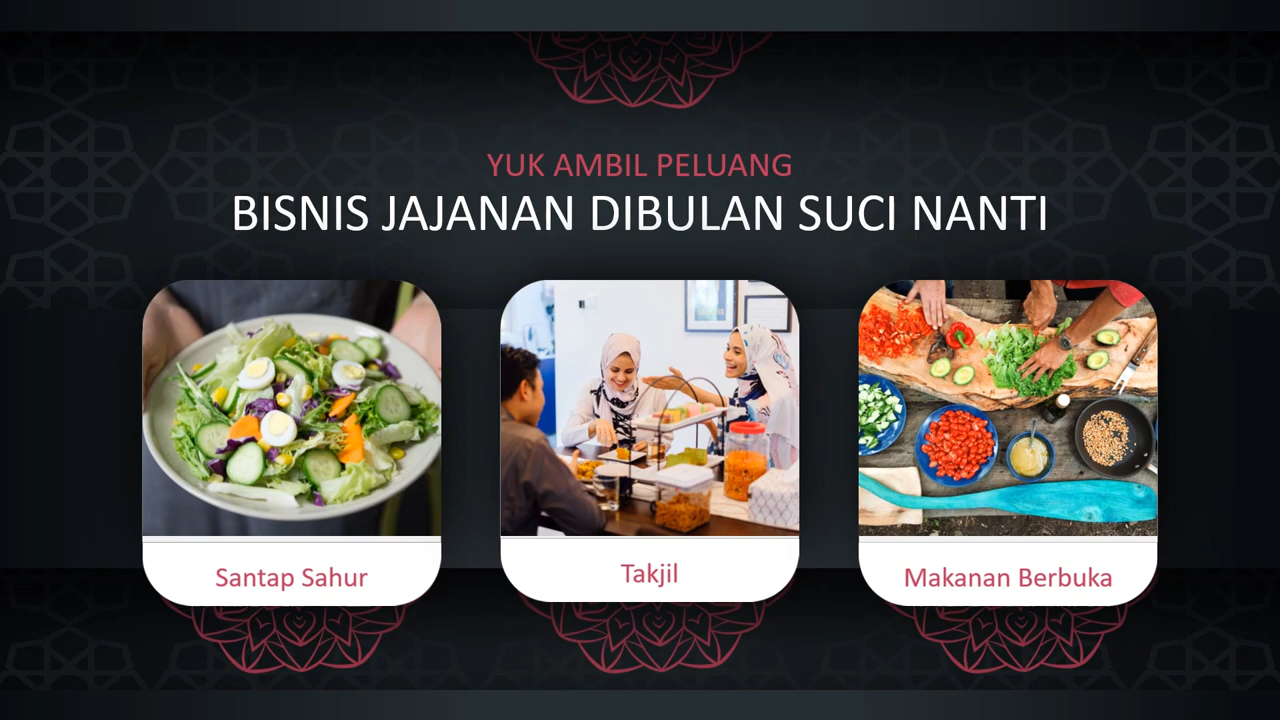 YUK AMBIL PELUANG
BISNIS JAJANAN DIBULAN SUCI NANTI
Santap Sahur
Takjil
Makanan Berbuka